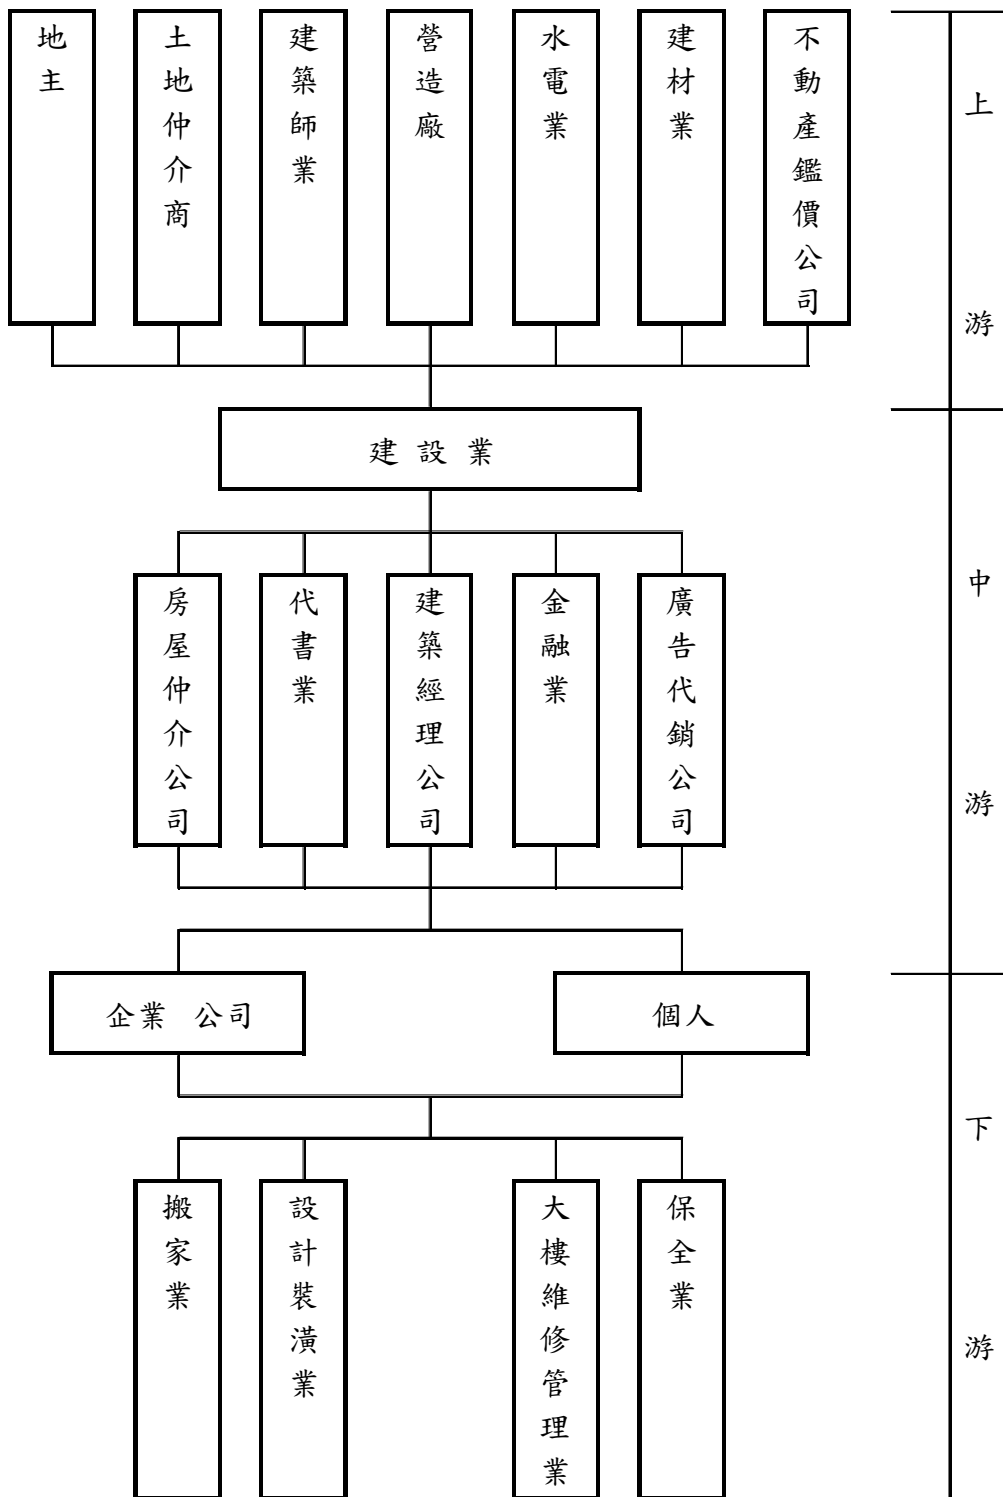 地主
土地仲介商
建築師業
營造廠
水電業
建材業
不動產鑑價公司
上游
建設業
房屋仲介公司
代書業
建築經理公司
金融業
廣告代銷公司
中游
企業 公司
個人
搬家業
設計裝潢業
大樓維修管理業
保全業
下游